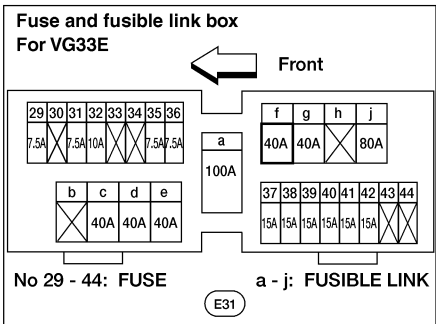 Fuse and fusible link box
For VG33E
Front
29 30 31 32 33 34 35 36
7.5A 7.5A 10A 7.5A 7.5A
a
100A
f g h j
40A 40A 80A
b c d e
40A 40A 40A
37 38 39 40 41 42 43 44
15A 15A 15A 15A 15A 15A
No 29 - 44: FUSE
a - j: FUSIBLE LINK
E31